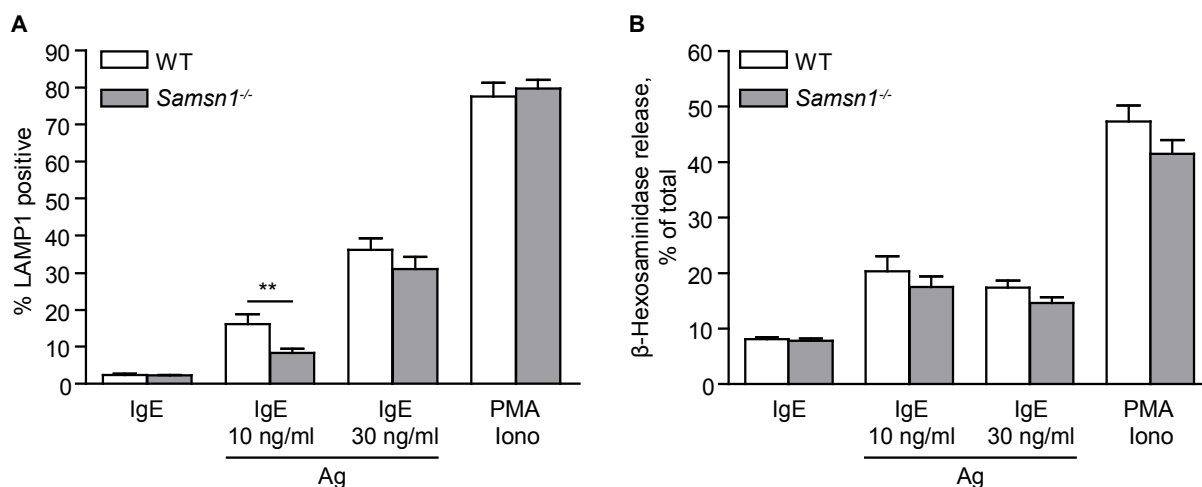 A
% LAMP1 positive
90
80
70
60
50
40
30
20
10
0
WT
Samsn1-/-
**
IgE
IgE
10 ng/ml
IgE
30 ng/ml
PMA
Iono
Ag
B
β-Hexosaminidase release,
% of total
60
50
40
30
20
10
0
WT
Samsn1-/-
IgE
IgE
10 ng/ml
IgE
30 ng/ml
PMA
Iono
Ag